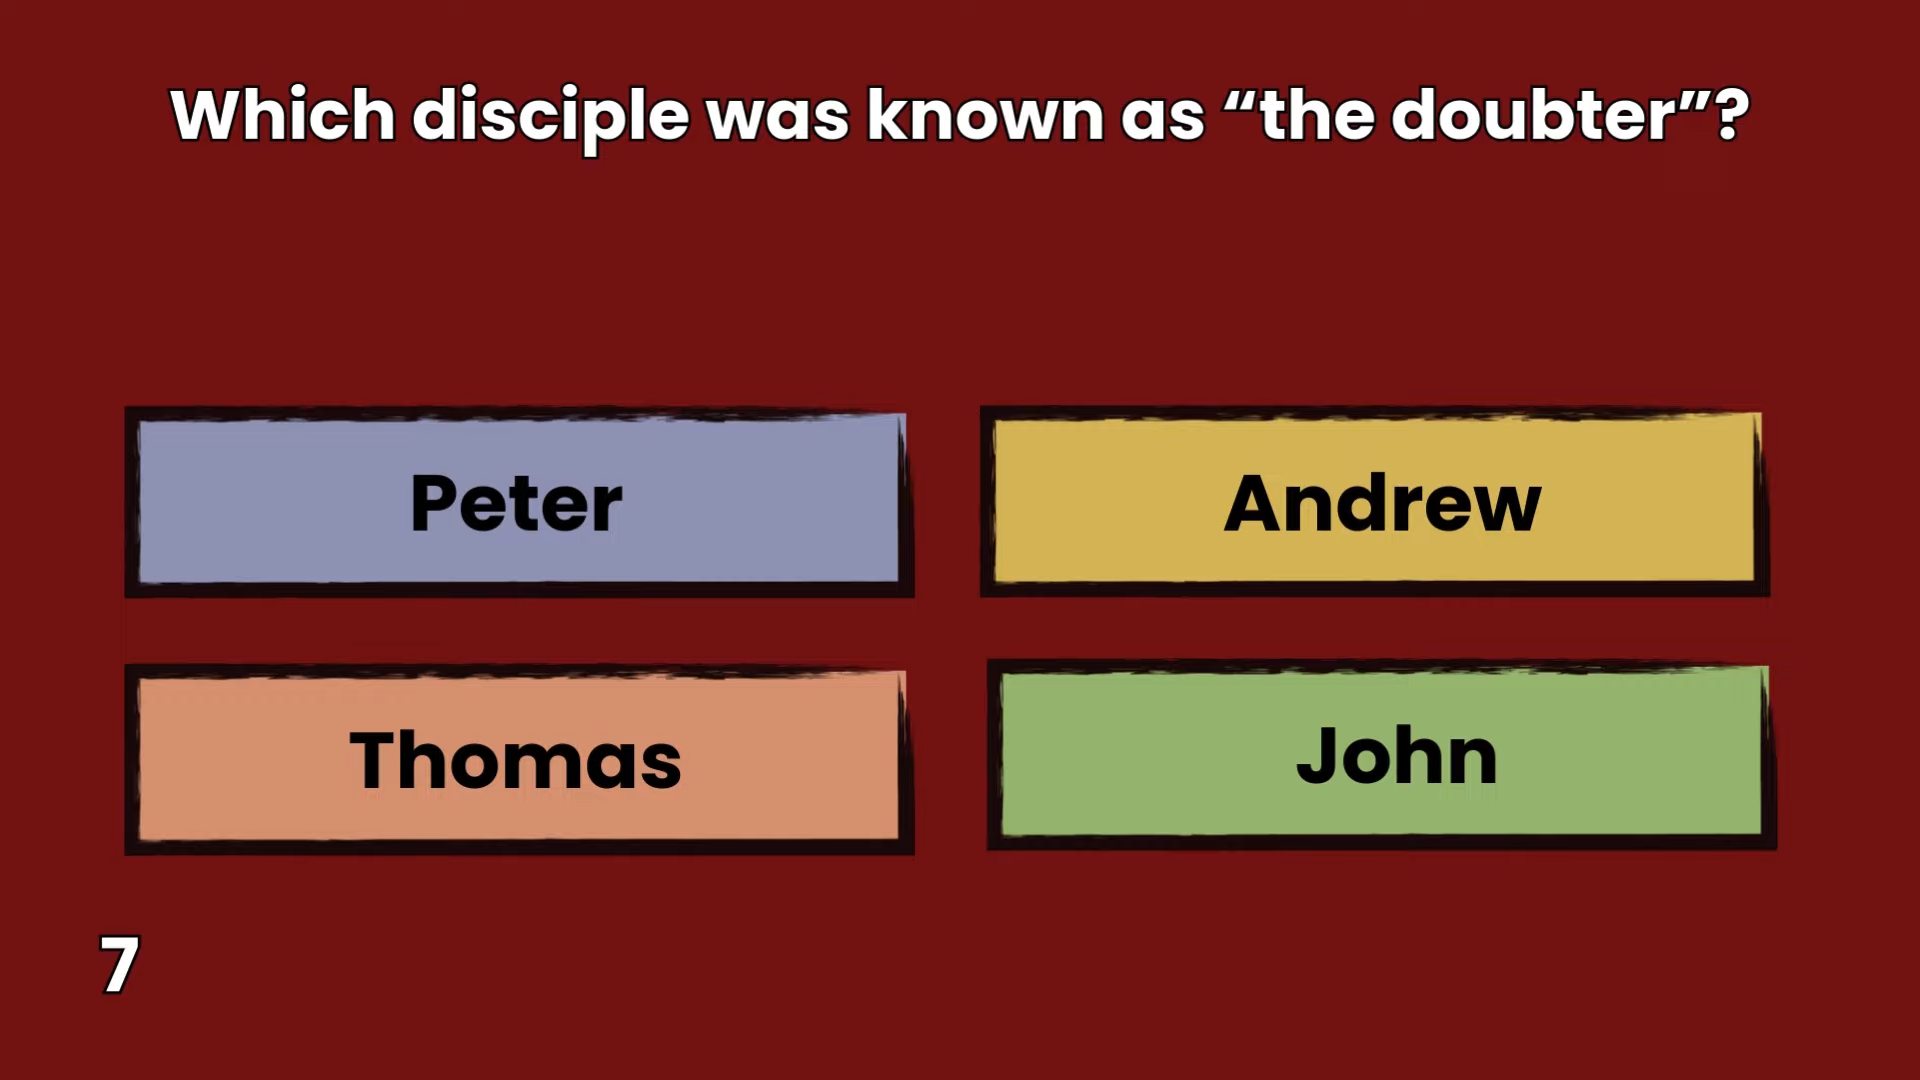 Which disciple was known as “the doubter”?
Peter
Andrew
Thomas
John
7